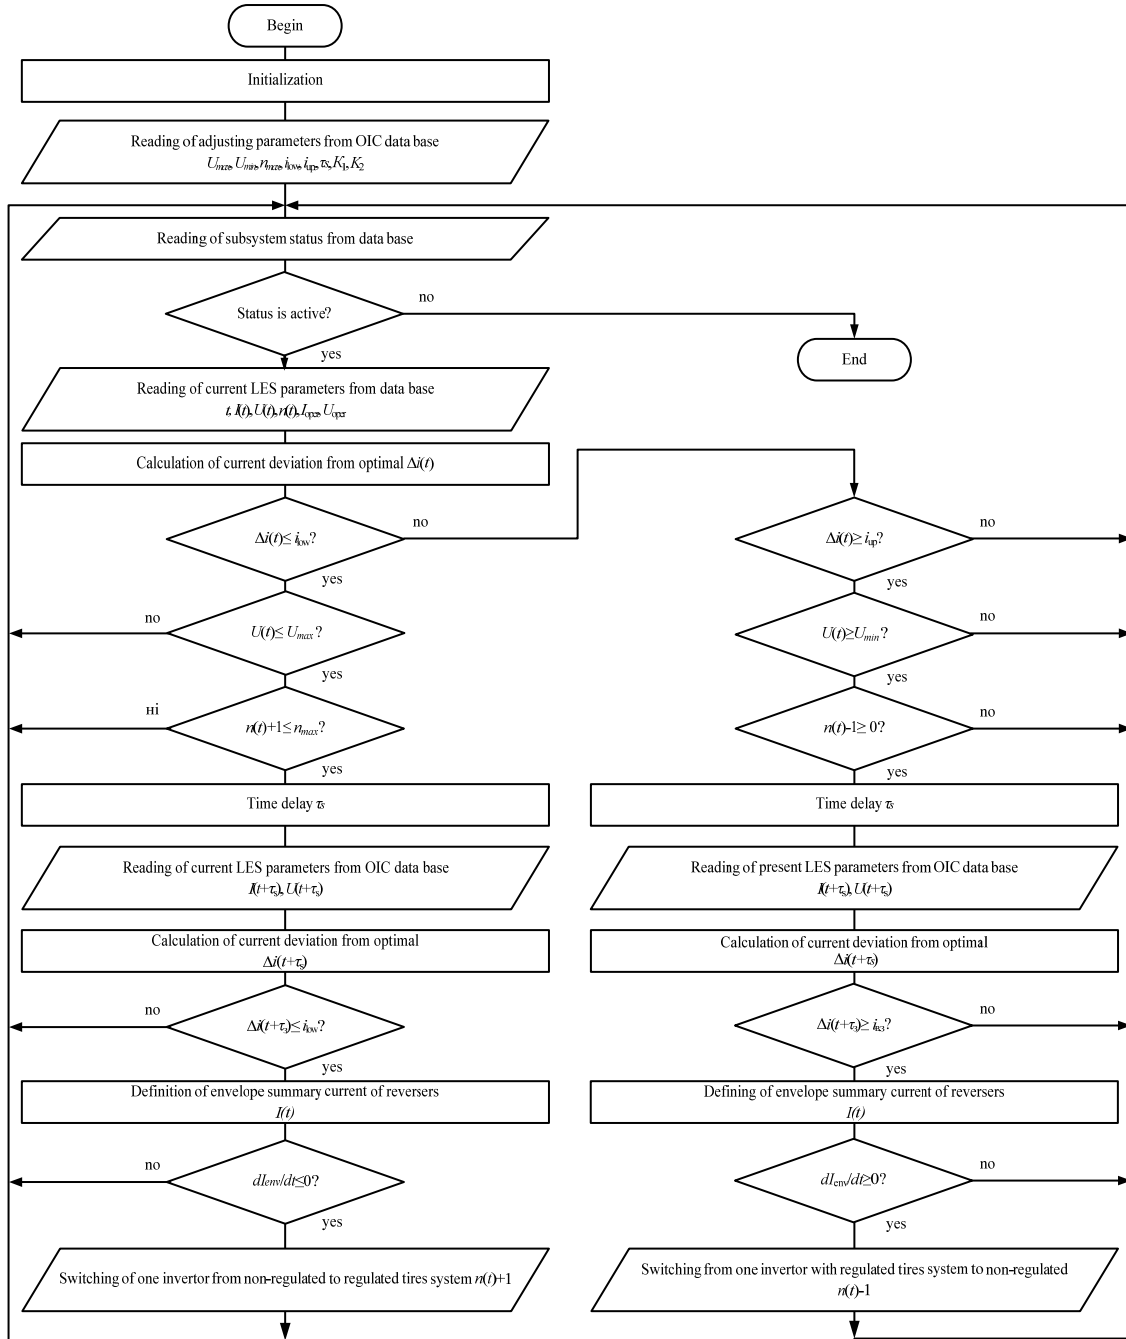 Begin
Initialization
Reading of adjusting parameters from OIC data base
Umax, Umin, nmax, ilow, iup, τs, K1, K2
Reading of subsystem status from data base
Status is active?
no
yes
End
Reading of current LES parameters from data base
t, I(t), U(t), n(t), Ioper, Uoper
Calculation of current deviation from optimal Δi(t)
Δi(t)≤ ilow?
no
yes
U(t)≤ Umax?
no
yes
n(t)+1≤ nmax?
ні
yes
Time delay τs
Reading of current LES parameters from OIC data base
I(t+τs), U(t+τs)
Calculation of current deviation from optimal
Δi(t+τs)
Δi(t+τs)≤ ilow?
no
yes
Definition of envelope summary current of reversers
I(t)
dIenv/dt≤0?
no
yes
Switching of one invertor from non-regulated to regulated tires system n(t)+1
Δi(t)≥ iup?
no
yes
U(t)≥Umin?
no
yes
n(t)-1≥ 0?
no
yes
Time delay τs
Reading of present LES parameters from OIC data base
I(t+τs), U(t+τs)
Calculation of current deviation from optimal
Δi(t+τs)
Δi(t+τз)≥ iвз?
no
yes
Defining of envelope summary current of reversers
I(t)
dIenv/dt≥0?
no
yes
Switching from one invertor with regulated tires system to non-regulated
n(t)-1